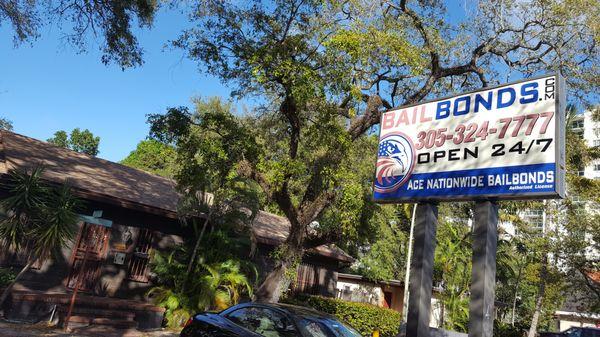 BAILBONDS.COM
305-324-7777
OPEN 24/7
ACE NATIONWIDE BAILBONDS
Authorized License